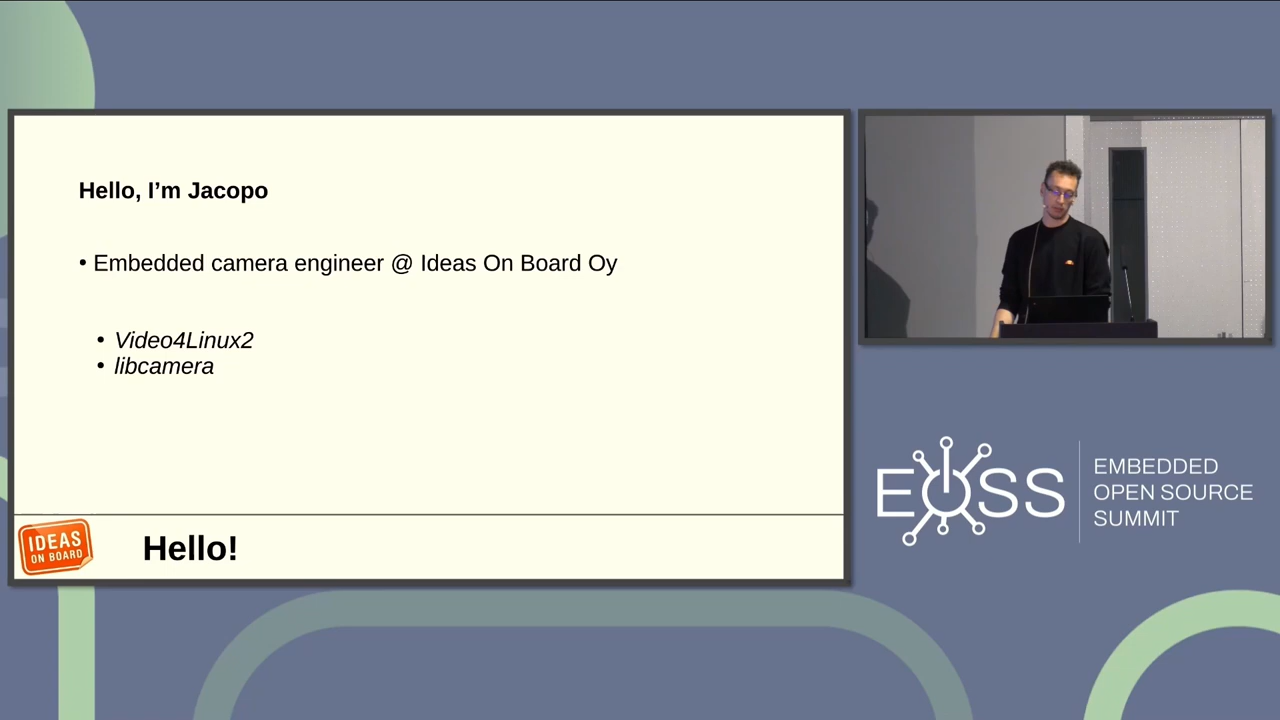 Hello, I’m Jacopo
• Embedded camera engineer @ Ideas On Board Oy
• Video4Linux2
• libcamera
IDEAS
ON BOARD
Hello!
EOSS
EMBEDDED
OPEN SOURCE
SUMMIT